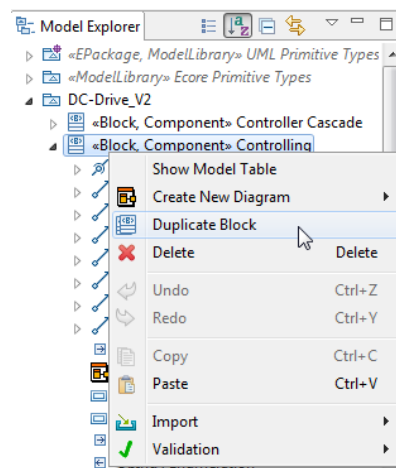 Model Explorer
«EPackage, ModelLibrary» UML Primitive Types
«ModelLibrary» Ecore Primitive Types
DC-Drive_V2
«Block, Component» Controller Cascade
«Block, Component» Controlling
Show Model Table
Create New Diagram
Duplicate Block
Delete Delete
Undo Ctrl+Z
Redo Ctrl+Y
Copy Ctrl+C
Paste Ctrl+V
Import
Validation